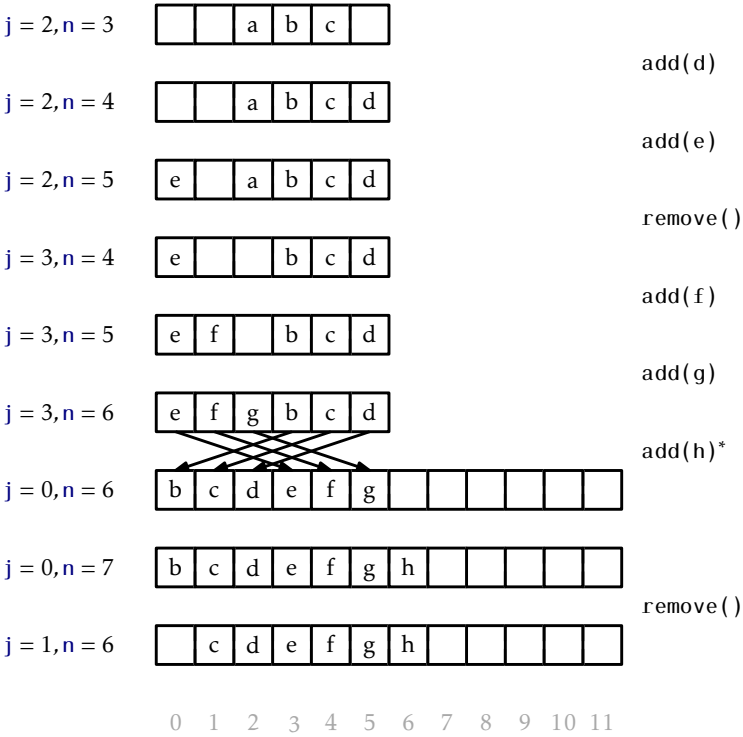 j = 2, n = 3 a b c
add(d)
j = 2, n = 4 a b c d
add(e)
j = 2, n = 5 e a b c d
remove()
j = 3, n = 4 e b c d
add(f)
j = 3, n = 5 e f b c d
add(g)
j = 3, n = 6 e f g b c d
add(h)*
j = 0, n = 6 b c d e f g
j = 0, n = 7 b c d e f g h
remove()
j = 1, n = 6 c d e f g h
0 1 2 3 4 5 6 7 8 9 10 11